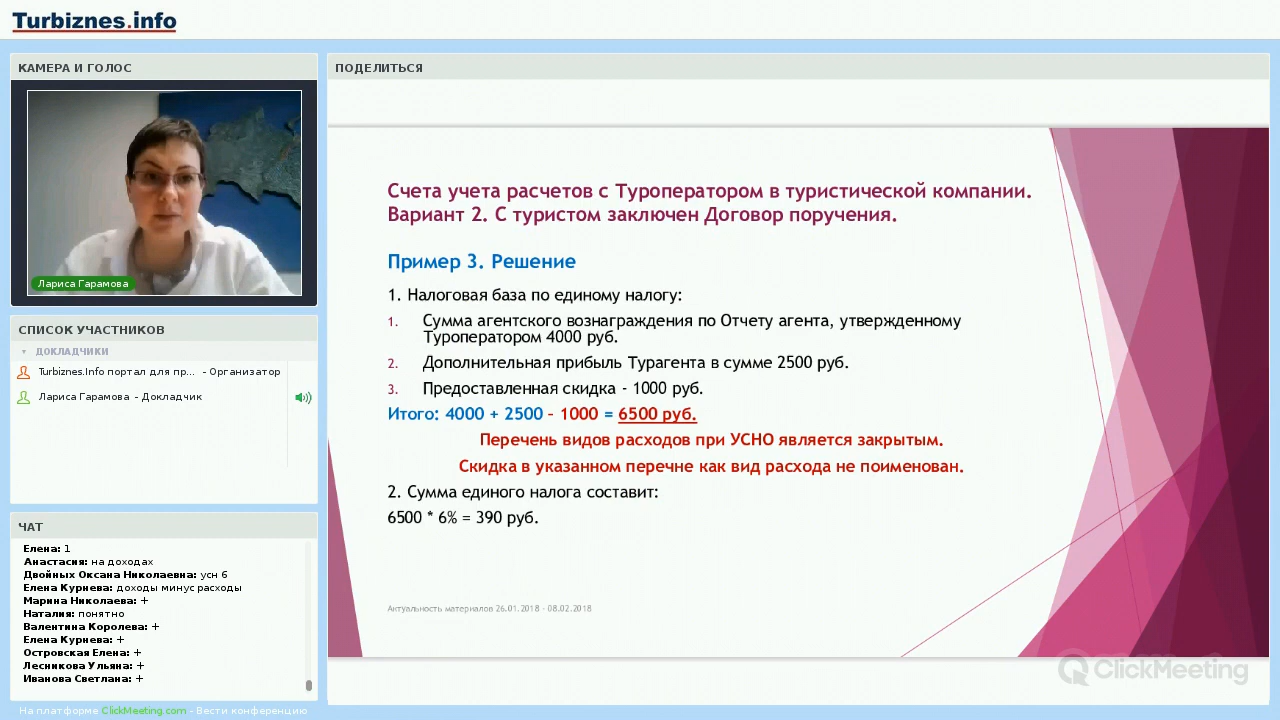 Turbiznes.info
КАМЕРА И ГОЛОС
Лариса Гарамова
СПИСОК УЧАСТНИКОВ
ДОКЛАДЧИКИ
Turbiznes.Info портал для пр... - Организатор
Лариса Гарамова - Докладчик
ЧАТ
Елена: 1
Анастасия: на доходах
Двойных Оксана Николаевна: усн 6
Елена Курнева: доходы минус расходы
Марина Николаева: +
Наталия: понятно
Валентина Королева: +
Елена Курнева: +
Островская Елена: +
Лесникова Ульяна: +
Иванова Светлана: +
На платформе ClickMeeting.com - Вести конференцию
ПОДЕЛИТЬСЯ
Счета учета расчетов с Туроператором в туристической компании.
Вариант 2. С туристом заключен Договор поручения.
Пример 3. Решение
1. Налоговая база по единому налогу:
1. Сумма агентского вознаграждения по Отчету агента, утвержденному
Туроператором 4000 руб.
2. Дополнительная прибыль Турагента в сумме 2500 руб.
3. Предоставленная скидка - 1000 руб.
Итого: 4000 + 2500 – 1000 = 6500 руб.
Перечень видов расходов при УСНО является закрытым.
Скидка в указанном перечне как вид расхода не поименован.
2. Сумма единого налога составит:
6500 * 6% = 390 руб.
Актуальность материалов 26.01.2018 - 08.02.2018
ClickMeeting